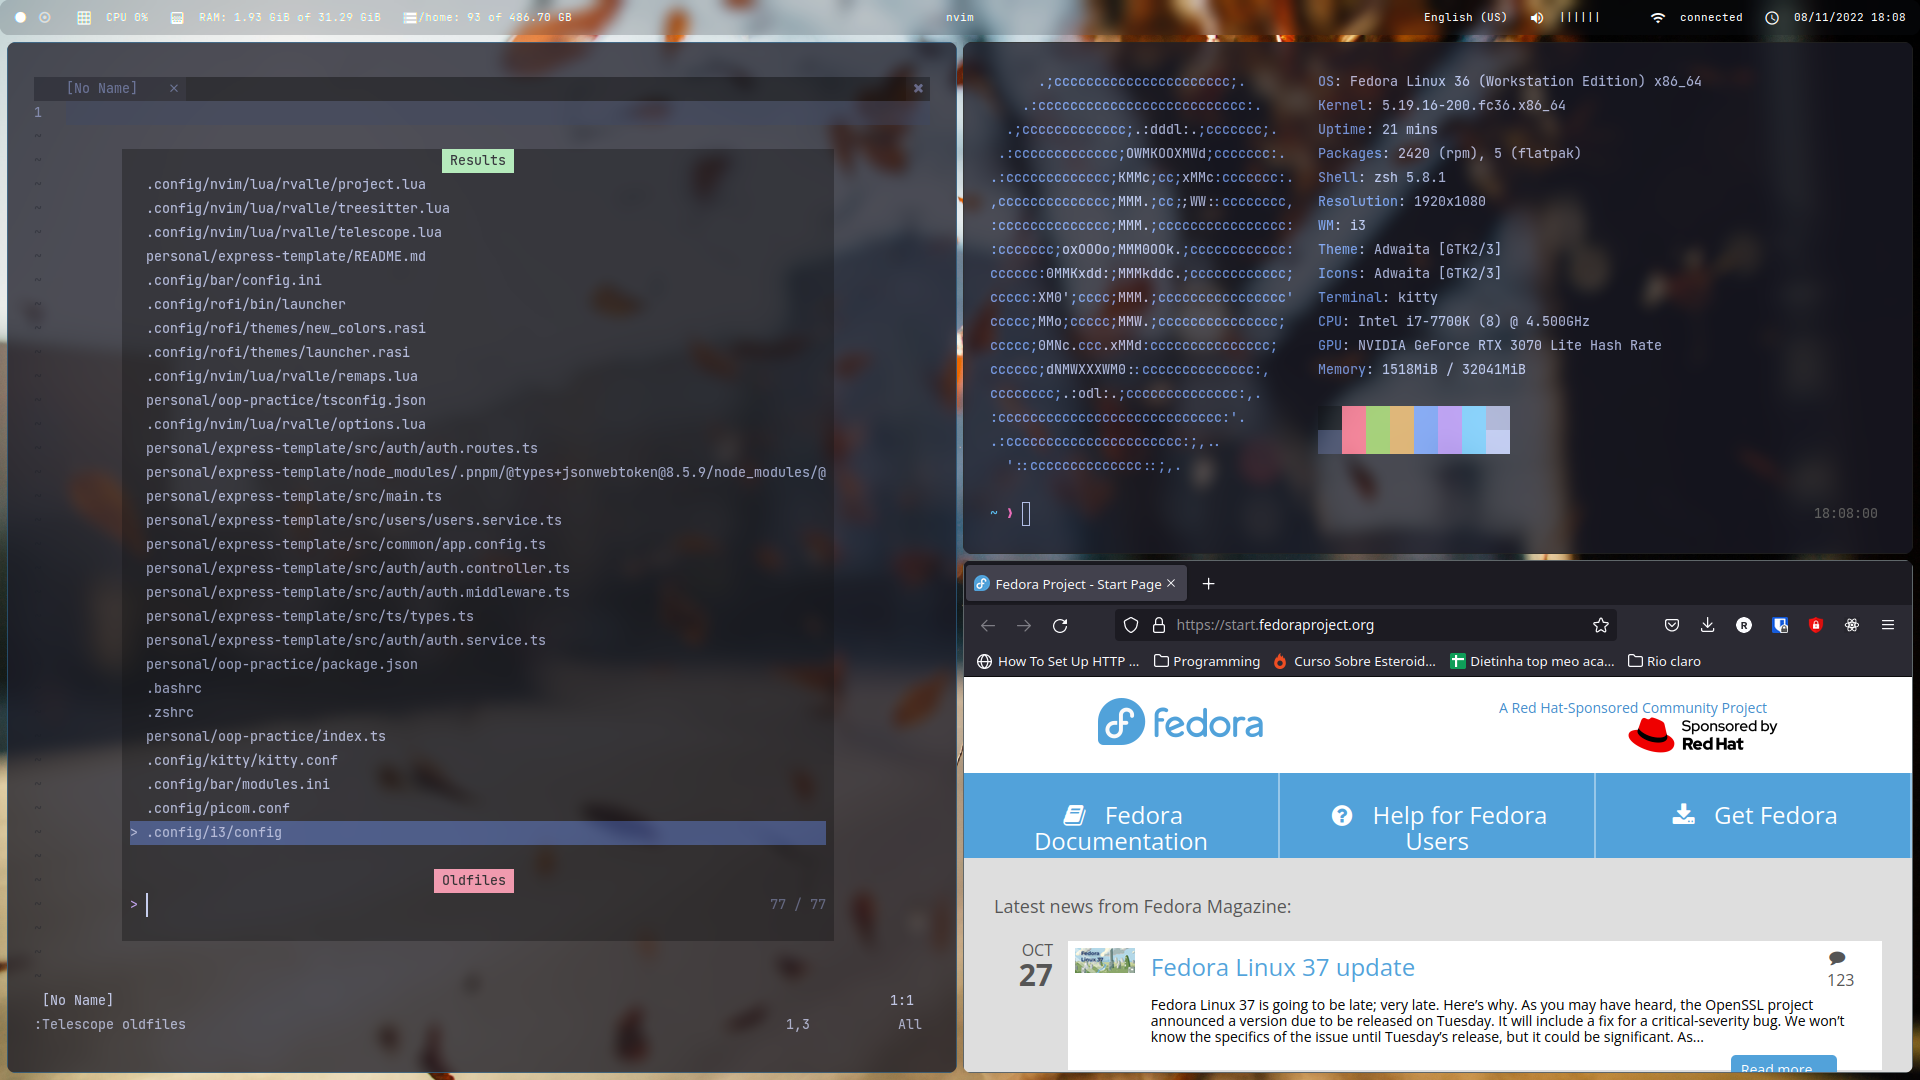 CPU 0% RAM: 1.93 GiB of 31.29 GiB /home: 93 of 486.70 GB nvim English (US) |||||| connected 08/11/2022 18:08
[No Name] × ✖
1
Results
.config/nvim/lua/rvalle/project.lua
.config/nvim/lua/rvalle/treesitter.lua
.config/nvim/lua/rvalle/telescope.lua
personal/express-template/README.md
.config/bar/config.ini
.config/rofi/bin/launcher
.config/rofi/themes/new_colors.rasi
.config/rofi/themes/launcher.rasi
.config/nvim/lua/rvalle/remaps.lua
personal/oop-practice/tsconfig.json
.config/nvim/lua/rvalle/options.lua
personal/express-template/src/auth/auth.routes.ts
personal/express-template/node_modules/.pnpm/@types+jsonwebtoken@8.5.9/node_modules/@
personal/express-template/src/main.ts
personal/express-template/src/users/users.service.ts
personal/express-template/src/common/app.config.ts
personal/express-template/src/auth/auth.controller.ts
personal/express-template/src/auth/auth.middleware.ts
personal/express-template/src/ts/types.ts
personal/express-template/src/auth/auth.service.ts
personal/oop-practice/package.json
.bashrc
.zshrc
personal/oop-practice/index.ts
.config/kitty/kitty.conf
.config/bar/modules.ini
.config/picom.conf
> .config/i3/config
Oldfiles
> 77 / 77
[No Name] 1:1
:Telescope oldfiles 1,3 All
OS: Fedora Linux 36 (Workstation Edition) x86_64
Kernel: 5.19.16-200.fc36.x86_64
Uptime: 21 mins
Packages: 2420 (rpm), 5 (flatpak)
Shell: zsh 5.8.1
Resolution: 1920x1080
WM: i3
Theme: Adwaita [GTK2/3]
Icons: Adwaita [GTK2/3]
Terminal: kitty
CPU: Intel i7-7700K (8) @ 4.500GHz
GPU: NVIDIA GeForce RTX 3070 Lite Hash Rate
Memory: 1518MiB / 32041MiB
~ ❯ 18:08:00
Fedora Project - Start Page × +
https://start.fedoraproject.org
How To Set Up HTTP ... Programming Curso Sobre Esteroid... Dietinha top meo aca... Rio claro
fedora
A Red Hat-Sponsored Community Project
Sponsored by
Red Hat
Fedora
Documentation
Help for Fedora
Users
Get Fedora
Latest news from Fedora Magazine:
OCT
27
Fedora Linux 37 update
123
Fedora Linux 37 is going to be late; very late. Here’s why. As you may have heard, the OpenSSL project
announced a version due to be released on Tuesday. It will include a fix for a critical-severity bug. We won’t
know the specifics of the issue until Tuesday’s release, but it could be significant. As...
Read more